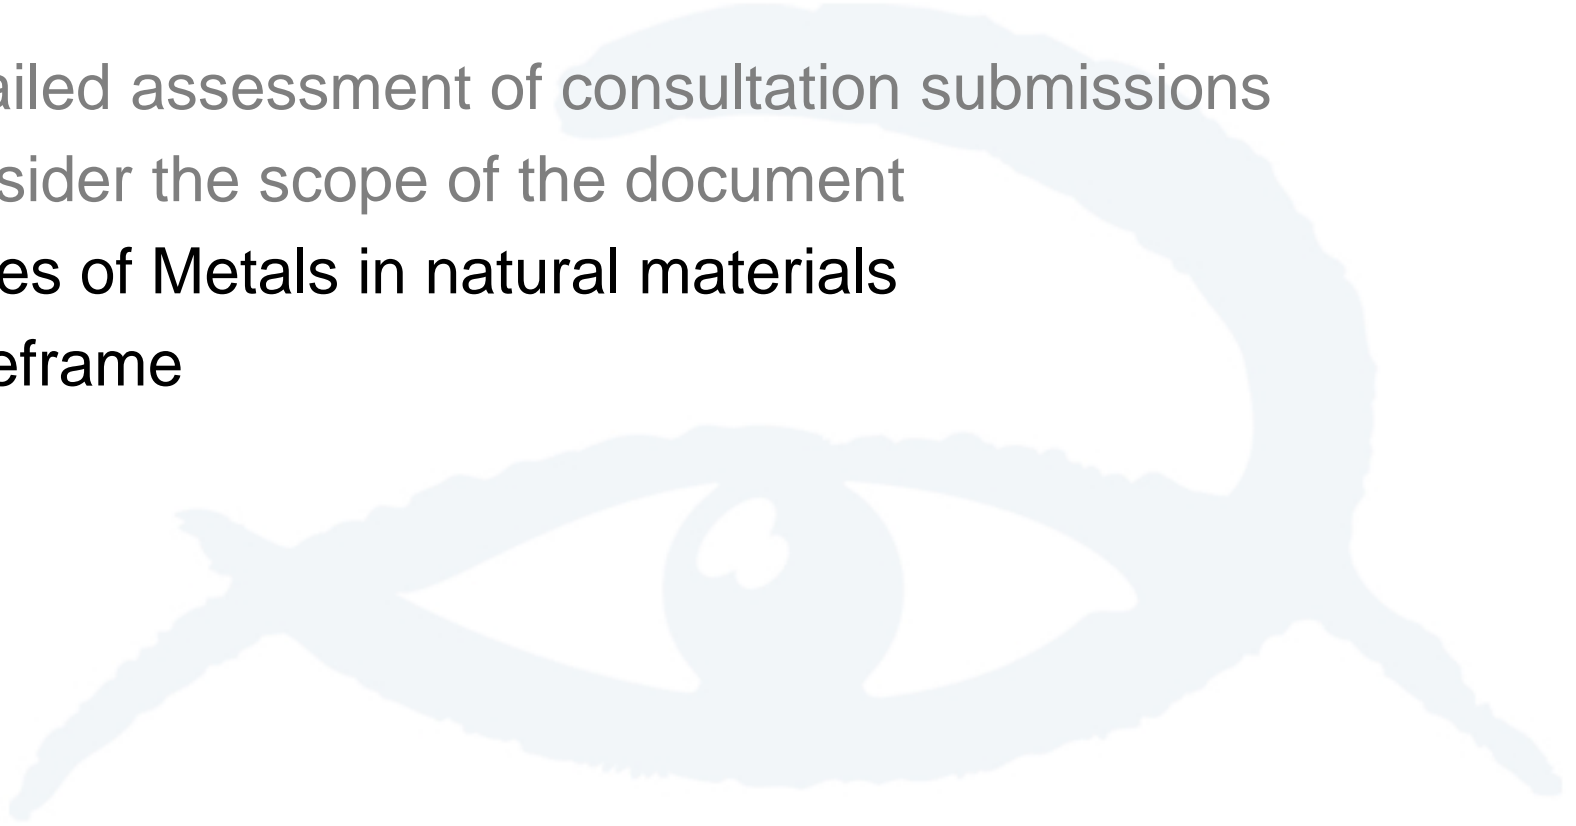 ailed assessment of consultation submissions
sider the scope of the document
es of Metals in natural materials
eframe